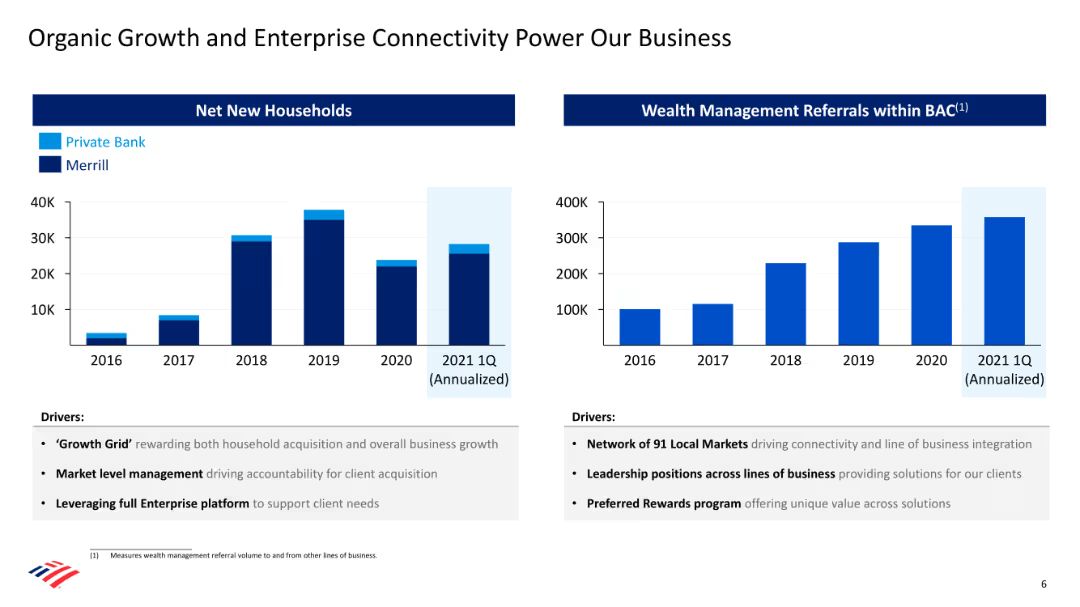 Organic Growth and Enterprise Connectivity Power Our Business
Net New Households
Private Bank
Merrill
40K
30K
20K
10K
2016
2017
2018
2019
2020
2021 1Q
(Annualized)
Drivers:
• ‘Growth Grid’ rewarding both household acquisition and overall business growth
• Market level management driving accountability for client acquisition
• Leveraging full Enterprise platform to support client needs
Wealth Management Referrals within BAC(1)
400K
300K
200K
100K
2016
2017
2018
2019
2020
2021 1Q
(Annualized)
Drivers:
• Network of 91 Local Markets driving connectivity and line of business integration
• Leadership positions across lines of business providing solutions for our clients
• Preferred Rewards program offering unique value across solutions
(1) Measures wealth management referral volume to and from other lines of business.
6